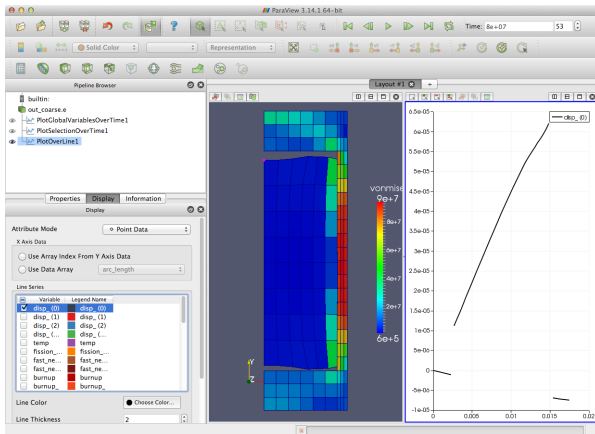 ParaView 3.14.1 64-bit
Time: 8e+07 53
Solid Color
Representation
Pipeline Browser
builtin:
out_coarse.e
PlotGlobalVariablesOverTime1
PlotSelectionOverTime1
PlotOverLine1
Properties Display Information
Display
Attribute Mode Point Data
X Axis Data
Use Array Index From Y Axis Data
Use Data Array arc_length
Line Series
Variable Legend Name
disp_ (0) disp_ (0)
disp_ (1) disp_ (1)
disp_ (2) disp_ (2)
disp_ (... disp_ (...
temp temp
fission_... fission_...
fast_ne... fast_ne...
fast_ne... fast_ne...
burnup burnup
burnup_ burnup_
Line Color Choose Color...
Line Thickness 2
Layout #1 +
vonmise
9e+7
8e+7
6e+7
4e+7
2e+7
6e+5
Y
Z
disp_ (0)
6.5e-05
6e-05
5.5e-05
5e-05
4.5e-05
4e-05
3.5e-05
3e-05
2.5e-05
2e-05
1.5e-05
1e-05
5e-06
0
-5e-06
-1e-05
0 0.005 0.01 0.015 0.02